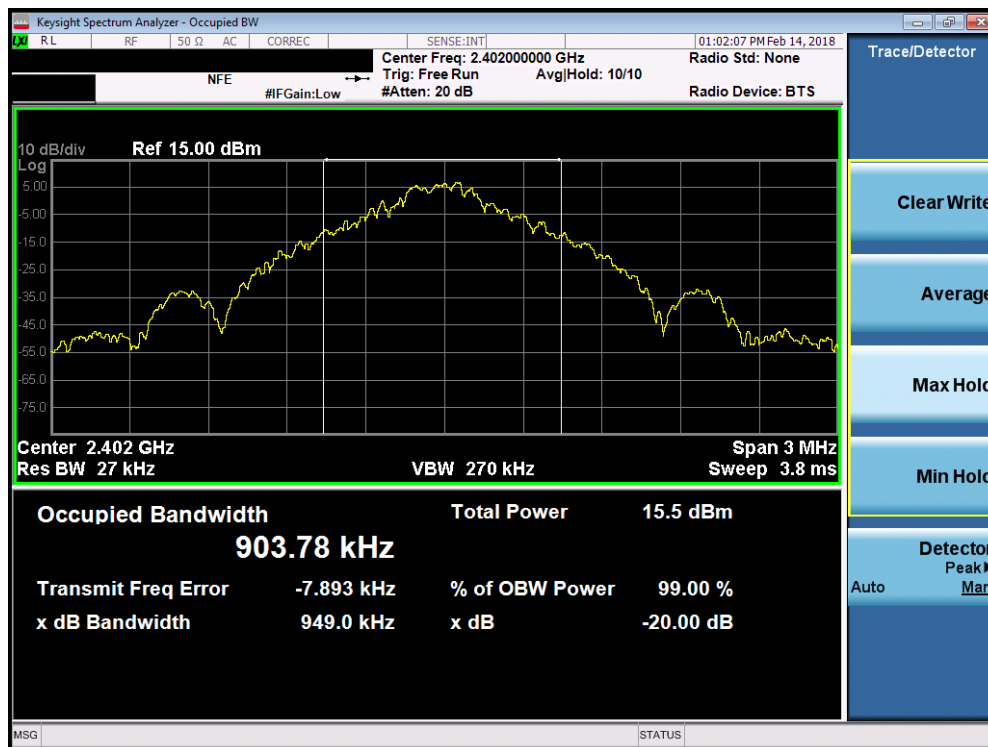 Keysight Spectrum Analyzer - Occupied BW
LXI RL RF 50 Ω AC CORREC SENSE:INT 01:02:07 PM Feb 14, 2018
Center Freq: 2.402000000 GHz Radio Std: None
NFE Trig: Free Run Avg|Hold: 10/10
#IFGain:Low #Atten: 20 dB Radio Device: BTS
10 dB/div Ref 15.00 dBm
Log
5.00
-5.00
-15.0
-25.0
-35.0
-45.0
-55.0
-65.0
-75.0
Center 2.402 GHz Span 3 MHz
Res BW 27 kHz VBW 270 kHz Sweep 3.8 ms
Occupied Bandwidth Total Power 15.5 dBm
903.78 kHz
Transmit Freq Error -7.893 kHz % of OBW Power 99.00 %
x dB Bandwidth 949.0 kHz x dB -20.00 dB
Trace/Detector
Clear Write
Average
Max Hold
Min Hold
Detector
Peak
Auto Man
MSG STATUS